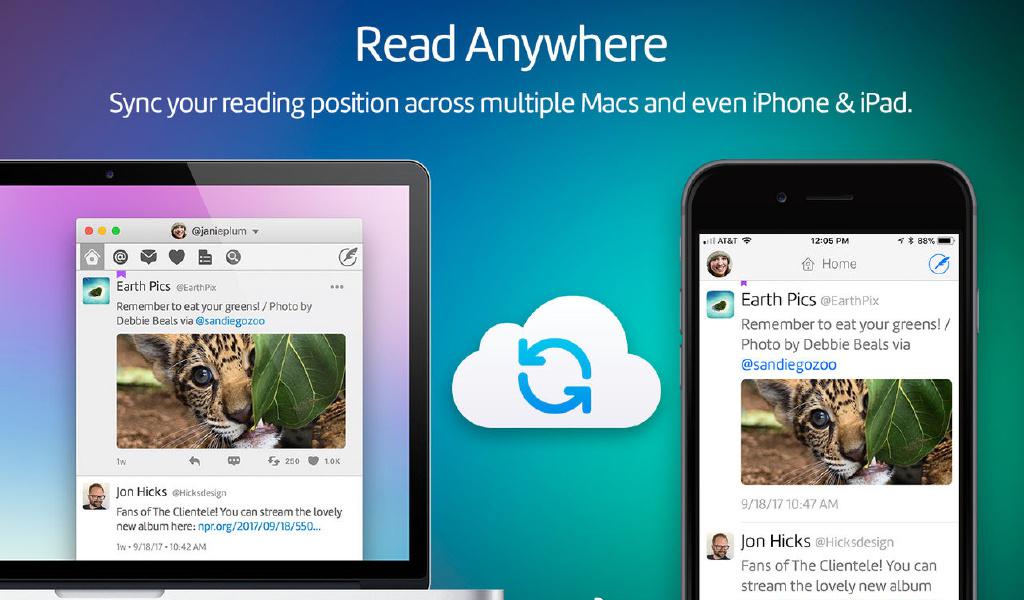 Read Anywhere
Sync your reading position across multiple Macs and even iPhone & iPad.
@janieplum
Earth Pics @EarthPix
Remember to eat your greens! / Photo by
Debbie Beals via @sandiegozoo
1w
250
1.0K
Jon Hicks @Hicksdesign
Fans of The Clientele! You can stream the lovely
new album here: npr.org/2017/09/18/550...
1w • 9/18/17 • 10:42 AM
AT&T 12:05 PM 88%
Home
Earth Pics @EarthPix
Remember to eat your greens! /
Photo by Debbie Beals via
@sandiegozoo
9/18/17 10:47 AM
Jon Hicks @Hicksdesign
Fans of The Clientele! You can
stream the lovely new album